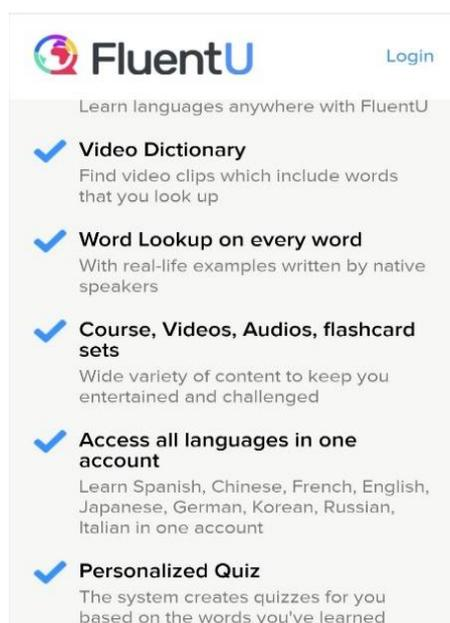 FluentU
Login
Learn languages anywhere with FluentU
Video Dictionary
Find video clips which include words
that you look up
Word Lookup on every word
With real-life examples written by native
speakers
Course, Videos, Audios, flashcard
sets
Wide variety of content to keep you
entertained and challenged
Access all languages in one
account
Learn Spanish, Chinese, French, English,
Japanese, German, Korean, Russian,
Italian in one account
Personalized Quiz
The system creates quizzes for you
based on the words you've learned